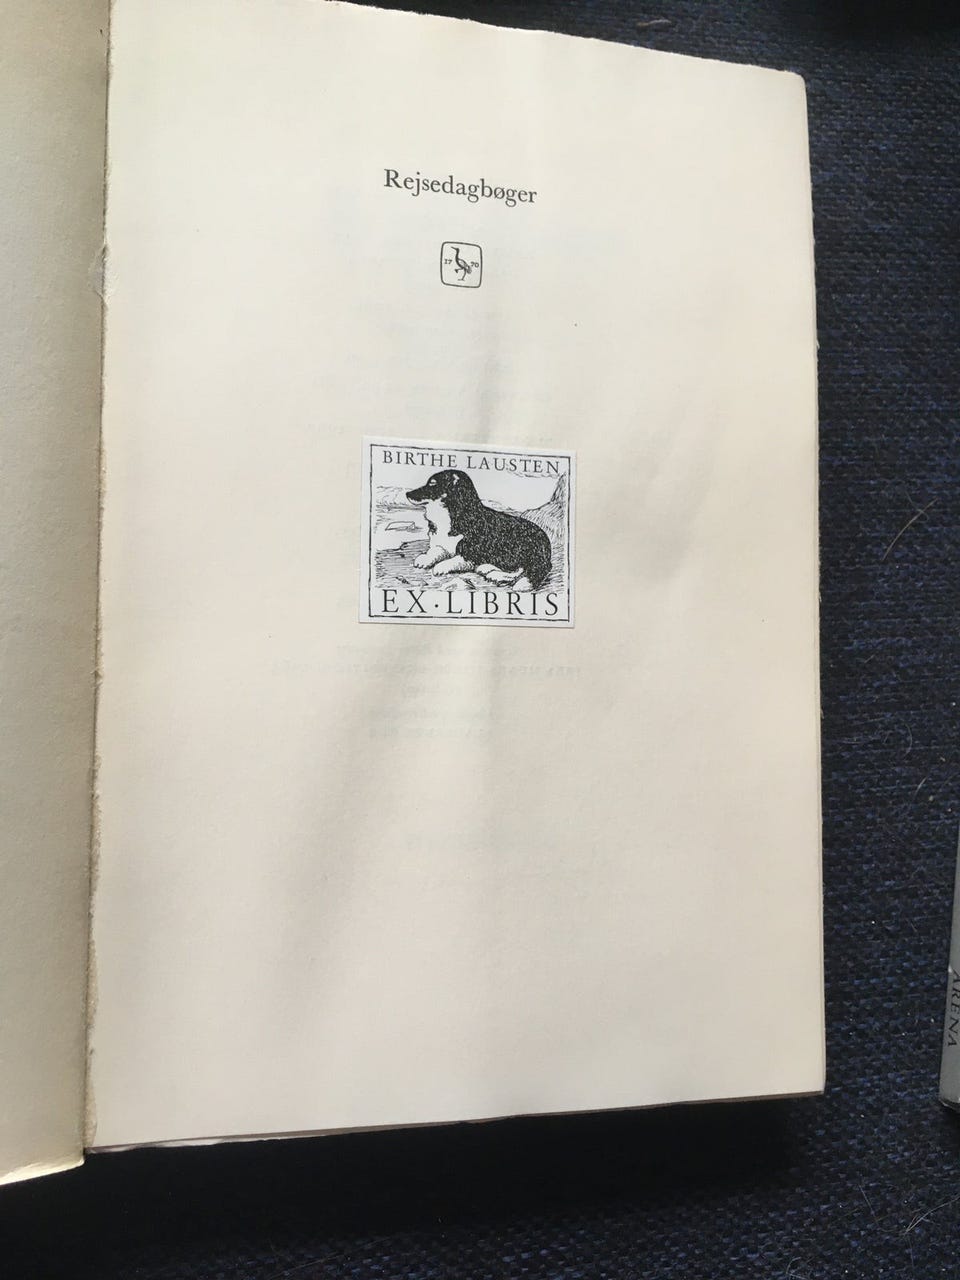 Rejsedagbøger
17 70
BIRTHE LAUSTEN
EX·LIBRIS
ARENA